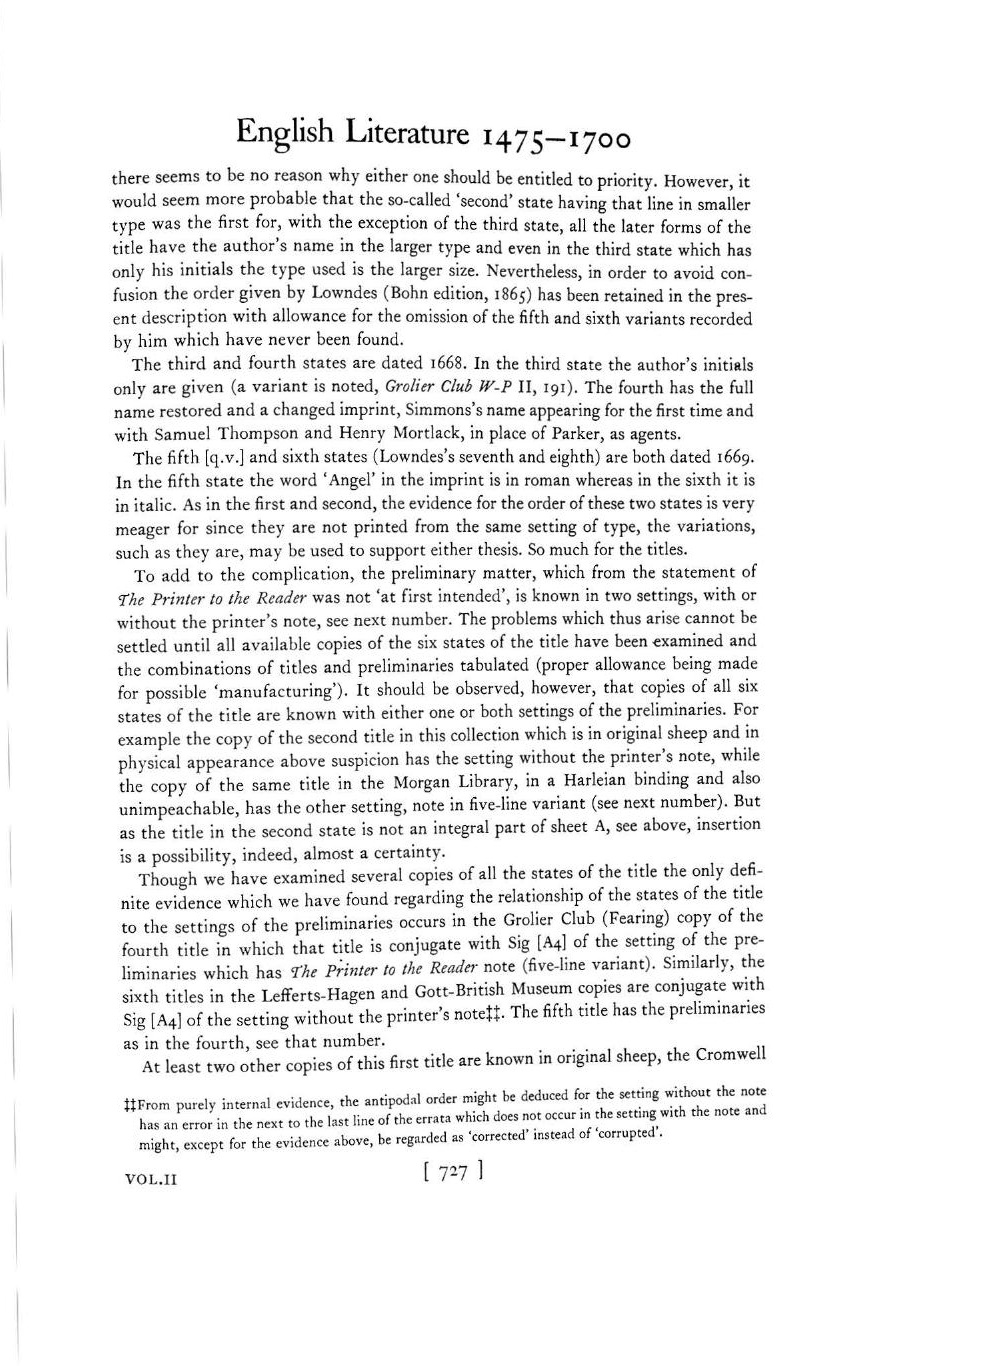 English Literature 1475–1700
there seems to be no reason why either one should be entitled to priority. However, it
would seem more probable that the so-called ‘second’ state having that line in smaller
type was the first for, with the exception of the third state, all the later forms of the
title have the author’s name in the larger type and even in the third state which has
only his initials the type used is the larger size. Nevertheless, in order to avoid con-
fusion the order given by Lowndes (Bohn edition, 1865) has been retained in the pres-
ent description with allowance for the omission of the fifth and sixth variants recorded
by him which have never been found.
The third and fourth states are dated 1668. In the third state the author’s initials
only are given (a variant is noted, Grolier Club W-P II, 191). The fourth has the full
name restored and a changed imprint, Simmons’s name appearing for the first time and
with Samuel Thompson and Henry Mortlack, in place of Parker, as agents.
The fifth [q.v.] and sixth states (Lowndes’s seventh and eighth) are both dated 1669.
In the fifth state the word ‘Angel’ in the imprint is in roman whereas in the sixth it is
in italic. As in the first and second, the evidence for the order of these two states is very
meager for since they are not printed from the same setting of type, the variations,
such as they are, may be used to support either thesis. So much for the titles.
To add to the complication, the preliminary matter, which from the statement of
The Printer to the Reader was not ‘at first intended’, is known in two settings, with or
without the printer’s note, see next number. The problems which thus arise cannot be
settled until all available copies of the six states of the title have been examined and
the combinations of titles and preliminaries tabulated (proper allowance being made
for possible ‘manufacturing’). It should be observed, however, that copies of all six
states of the title are known with either one or both settings of the preliminaries. For
example the copy of the second title in this collection which is in original sheep and in
physical appearance above suspicion has the setting without the printer’s note, while
the copy of the same title in the Morgan Library, in a Harleian binding and also
unimpeachable, has the other setting, note in five-line variant (see next number). But
as the title in the second state is not an integral part of sheet A, see above, insertion
is a possibility, indeed, almost a certainty.
Though we have examined several copies of all the states of the title the only defi-
nite evidence which we have found regarding the relationship of the states of the title
to the settings of the preliminaries occurs in the Grolier Club (Fearing) copy of the
fourth title in which that title is conjugate with Sig [A4] of the setting of the pre-
liminaries which has The Printer to the Reader note (five-line variant). Similarly, the
sixth titles in the Lefferts-Hagen and Gott-British Museum copies are conjugate with
Sig [A4] of the setting without the printer’s note‡‡. The fifth title has the preliminaries
as in the fourth, see that number.
At least two other copies of this first title are known in original sheep, the Cromwell
‡‡From purely internal evidence, the antipodal order might be deduced for the setting without the note
has an error in the next to the last line of the errata which does not occur in the setting with the note and
might, except for the evidence above, be regarded as ‘corrected’ instead of ‘corrupted’.
VOL.II
[ 727 ]